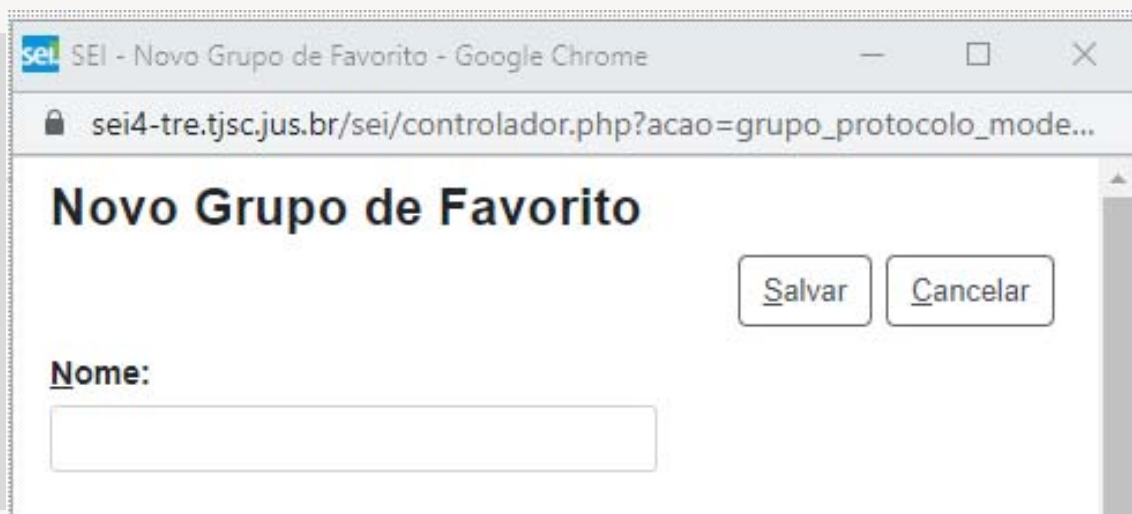 sei. SEI - Novo Grupo de Favorito - Google Chrome
sei4-tre.tjsc.jus.br/sei/controlador.php?acao=grupo_protocolo_mode...
Novo Grupo de Favorito
Salvar Cancelar
Nome: